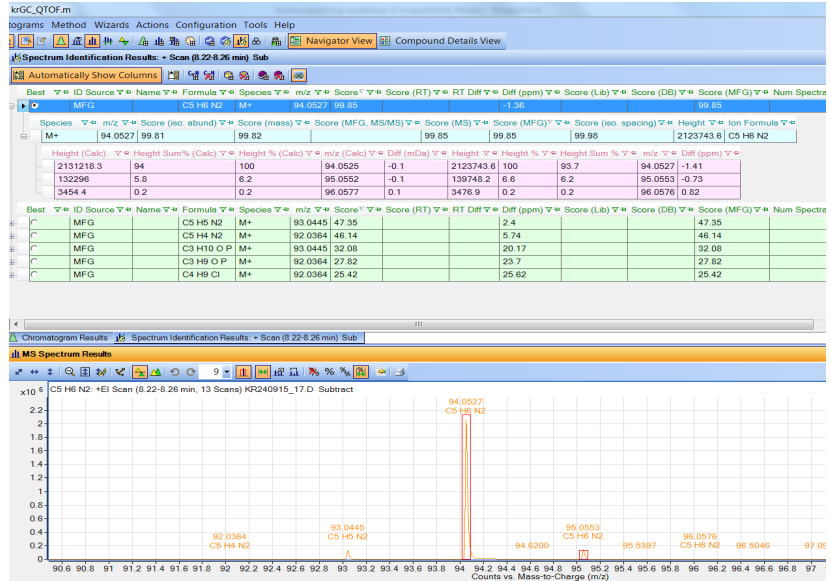 krGC_QTOF.m
tograms Method Wizards Actions Configuration Tools Help
Navigator View Compound Details View
Spectrum Identification Results: + Scan (8.22-8.26 min) Sub
Automatically Show Columns
Best ID Source Name Formula Species m/z Score Score (RT) RT Diff Diff (ppm) Score (Lib) Score (DB) Score (MFG) Num Spectra
MFG C5 H6 N2 M+ 94.0527 99.85 -1.36 99.85
Species m/z Score (iso. abund) Score (mass) Score (MFG, MS/MS) Score (MS) Score (MFG) Score (iso. spacing) Height Ion Formula
M+ 94.0527 99.81 99.82 99.85 99.85 99.98 2123743.6 C5 H6 N2
Height (Calc) Height Sum% (Calc) Height % (Calc) m/z (Calc) Diff (mDa) Height Height % Height Sum % m/z Diff (ppm)
2131218.3 94 100 94.0525 -0.1 2123743.6 100 93.7 94.0527 -1.41
132296 5.8 6.2 95.0552 -0.1 139748.2 6.6 6.2 95.0553 -0.73
3454.4 0.2 0.2 96.0577 0.1 3476.9 0.2 0.2 96.0576 0.82
Best ID Source Name Formula Species m/z Score Score (RT) RT Diff Diff (ppm) Score (Lib) Score (DB) Score (MFG) Num Spectra
MFG C5 H5 N2 M+ 93.0445 47.35 2.4 47.35
MFG C5 H4 N2 M+ 92.0364 46.14 5.74 46.14
MFG C3 H10 O P M+ 93.0445 32.08 20.17 32.08
MFG C3 H9 O P M+ 92.0364 27.82 23.7 27.82
MFG C4 H9 Cl M+ 92.0364 25.42 25.62 25.42
Chromatogram Results Spectrum Identification Results: + Scan (8.22-8.26 min) Sub
MS Spectrum Results
9
x10 6 C5 H6 N2: +EI Scan (8.22-8.26 min, 13 Scans) KR240915_17.D Subtract
94.0527
C5 H6 N2
2.2
2
1.8
1.6
1.4
1.2
1
0.8
0.6
0.4
0.2
0
92.0364
C5 H4 N2
93.0445
C5 H5 N2
94.6200
95.0553
C5 H6 N2
95.5397
96.0576
C5 H6 N2
96.5046
97.09
90.6 90.8 91 91.2 91.4 91.6 91.8 92 92.2 92.4 92.6 92.8 93 93.2 93.4 93.6 93.8 94 94.2 94.4 94.6 94.8 95 95.2 95.4 95.6 95.8 96 96.2 96.4 96.6 96.8 97
Counts vs. Mass-to-Charge (m/z)